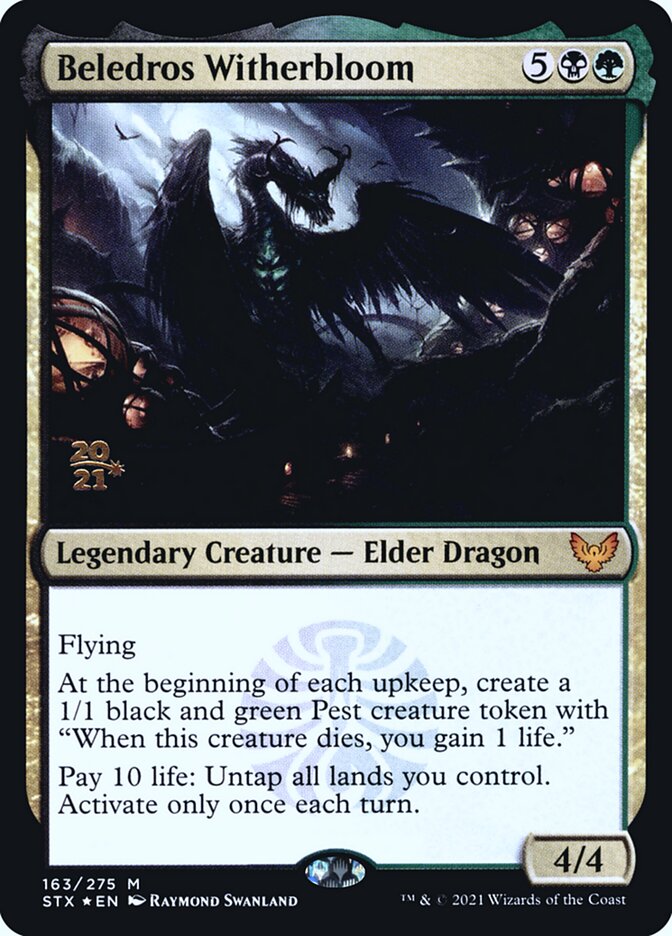 Beledros Witherbloom 5
20
21
Legendary Creature — Elder Dragon
Flying
At the beginning of each upkeep, create a
1/1 black and green Pest creature token with
“When this creature dies, you gain 1 life.”
Pay 10 life: Untap all lands you control.
Activate only once each turn.
4/4
163/275 M
STX ★ EN Raymond Swanland
™ & © 2021 Wizards of the Coast